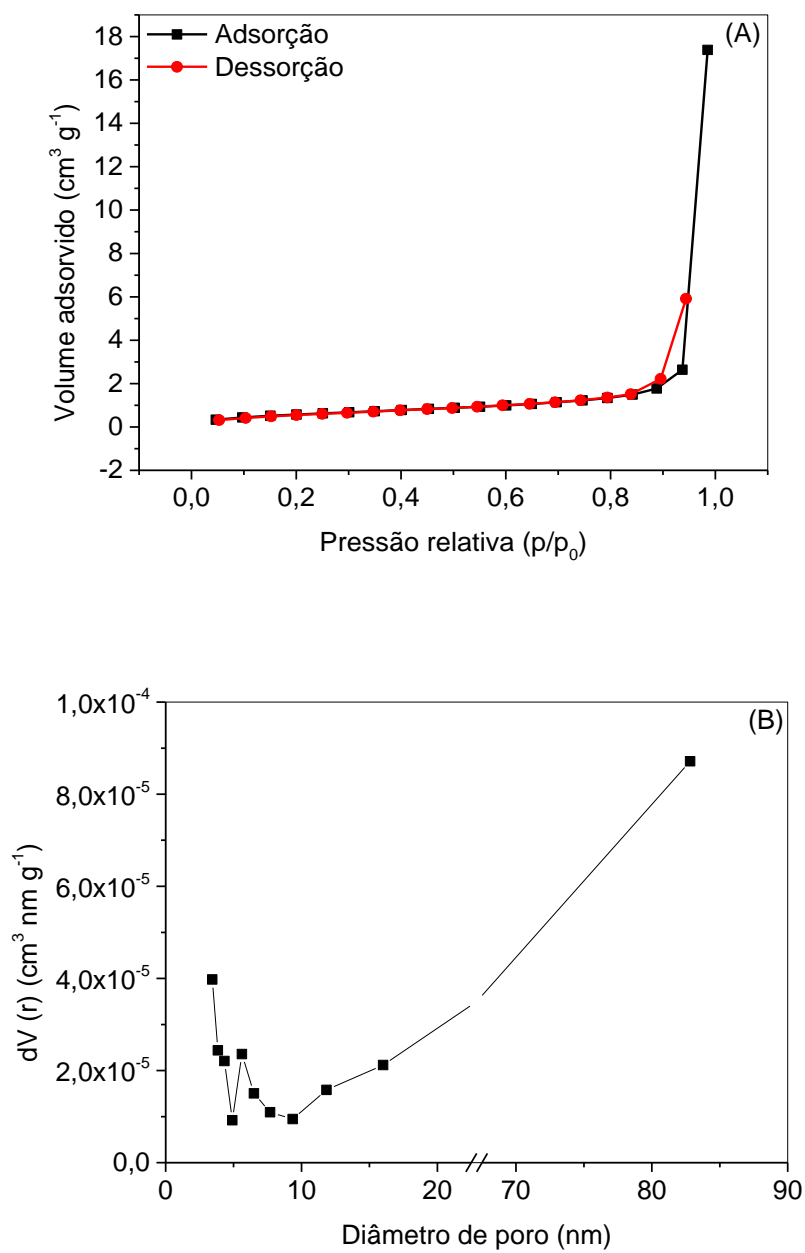 (A)
Adsorção
Dessorção
18
16
14
12
10
8
6
4
2
0
-2
Volume adsorvido (cm³ g⁻¹)
0,0 0,2 0,4 0,6 0,8 1,0
Pressão relativa (p/p₀)
(B)
1,0x10⁻⁴
8,0x10⁻⁵
6,0x10⁻⁵
4,0x10⁻⁵
2,0x10⁻⁵
0,0
dV (r) (cm³ nm g⁻¹)
0 10 20 70 80 90
Diâmetro de poro (nm)